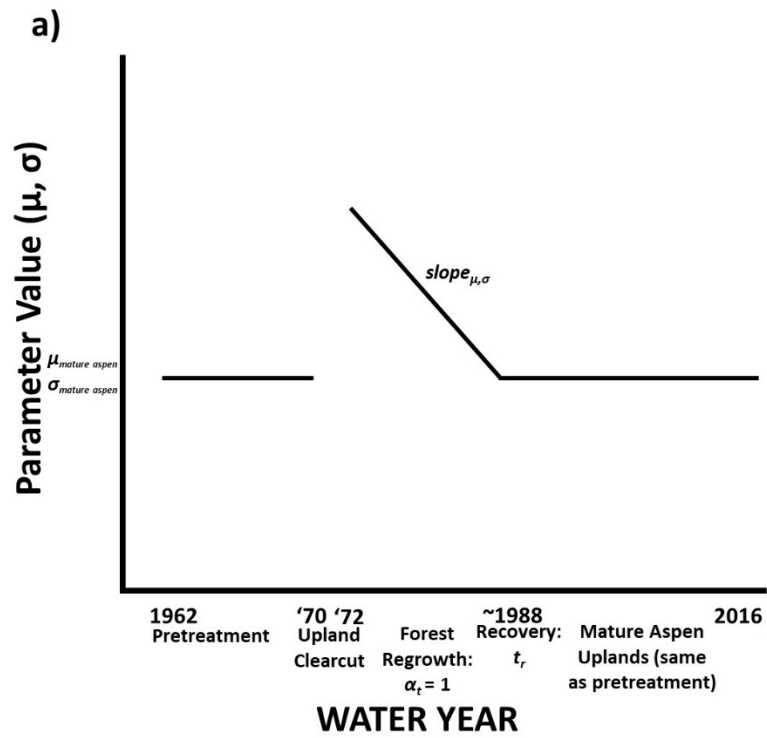 a)
Parameter Value (μ, σ)
μmature aspen
σmature aspen
slopeμ,σ
1962
‘70 ‘72
~1988
2016
Pretreatment
Upland
Clearcut
Forest
Regrowth:
αt = 1
Recovery:
tr
Mature Aspen
Uplands (same
as pretreatment)
WATER YEAR